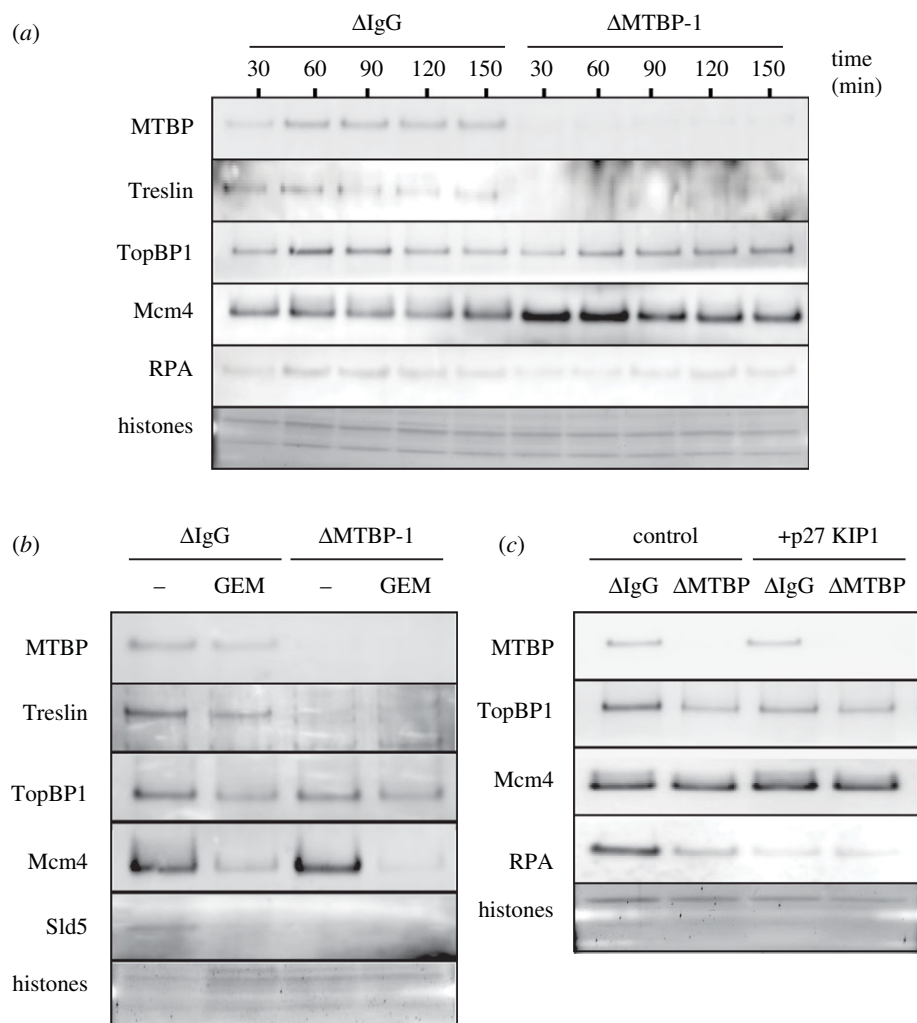 (a)
ΔIgG ΔMTBP-1
30 60 90 120 150 30 60 90 120 150 time (min)
MTBP
Treslin
TopBP1
Mcm4
RPA
histones
(b)
ΔIgG ΔMTBP-1
– GEM – GEM
MTBP
Treslin
TopBP1
Mcm4
Sld5
histones
(c)
control +p27 KIP1
ΔIgG ΔMTBP ΔIgG ΔMTBP
MTBP
TopBP1
Mcm4
RPA
histones